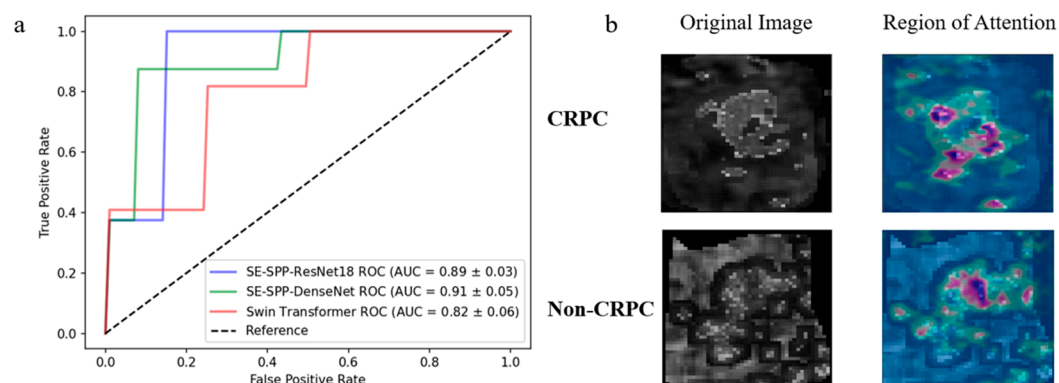 a
1.0
0.8
0.6
0.4
0.2
0.0
True Positive Rate
0.0 0.2 0.4 0.6 0.8 1.0
False Positive Rate
SE-SPP-ResNet18 ROC (AUC = 0.89 ± 0.03)
SE-SPP-DenseNet ROC (AUC = 0.91 ± 0.05)
Swin Transformer ROC (AUC = 0.82 ± 0.06)
Reference
b
Original Image Region of Attention
CRPC
Non-CRPC